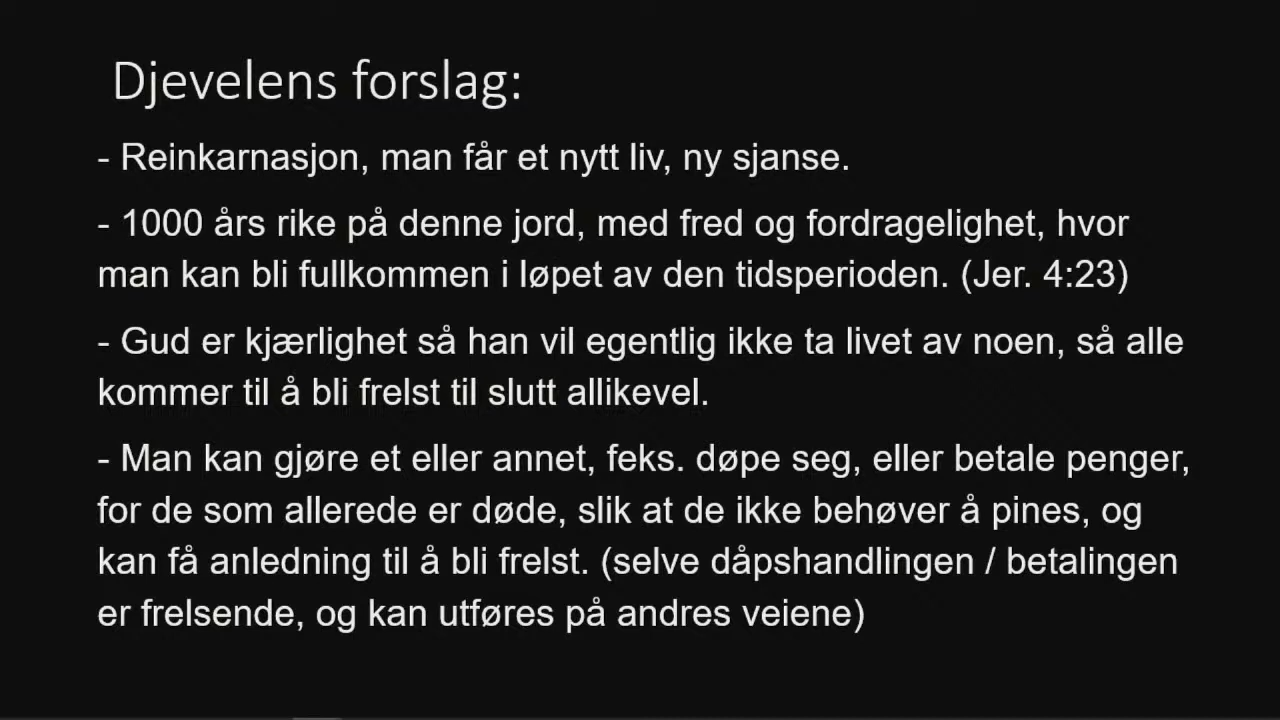 Djevelens forslag:
- Reinkarnasjon, man får et nytt liv, ny sjanse.
- 1000 års rike på denne jord, med fred og fordragelighet, hvor
man kan bli fullkommen i løpet av den tidsperioden. (Jer. 4:23)
- Gud er kjærlighet så han vil egentlig ikke ta livet av noen, så alle
kommer til å bli frelst til slutt allikevel.
- Man kan gjøre et eller annet, feks. døpe seg, eller betale penger,
for de som allerede er døde, slik at de ikke behøver å pines, og
kan få anledning til å bli frelst. (selve dåpshandlingen / betalingen
er frelsende, og kan utføres på andres veiene)